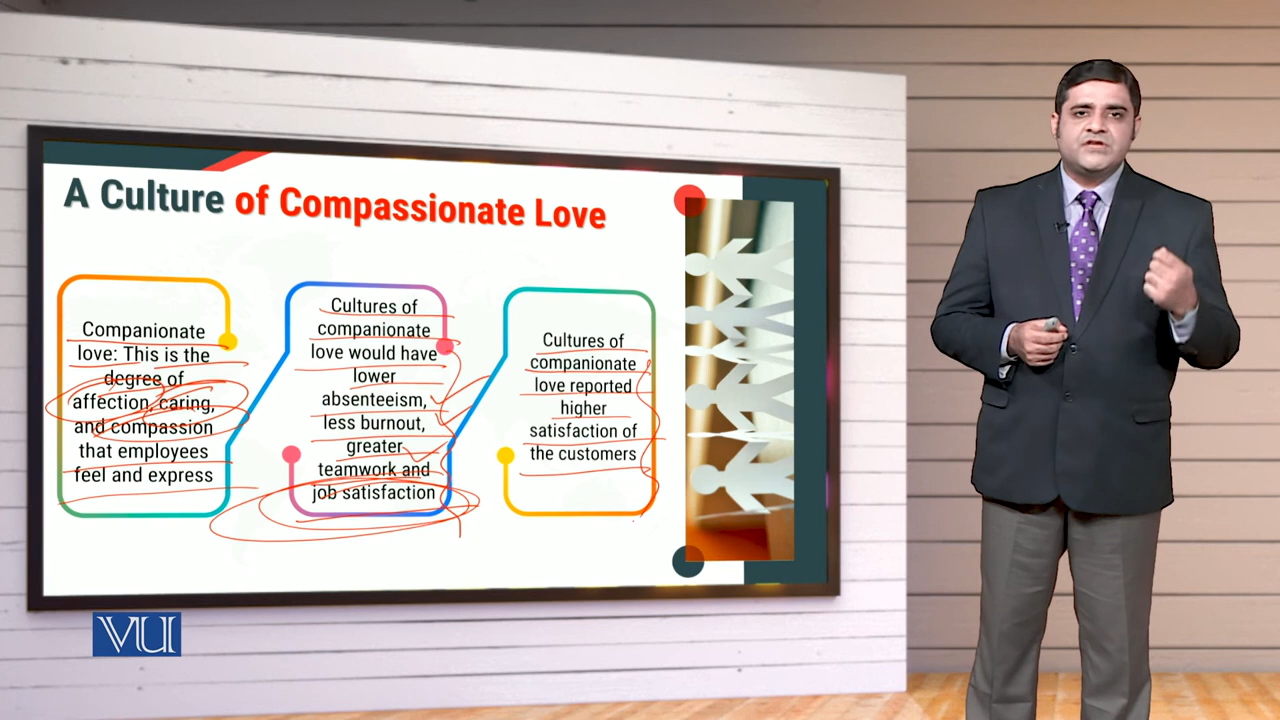 A Culture of Compassionate Love
Companionate
love: This is the
degree of
affection, caring,
and compassion
that employees
feel and express
Cultures of
companionate
love would have
lower
absenteeism,
less burnout,
greater
teamwork and
job satisfaction
Cultures of
companionate
love reported
higher
satisfaction of
the customers
VU